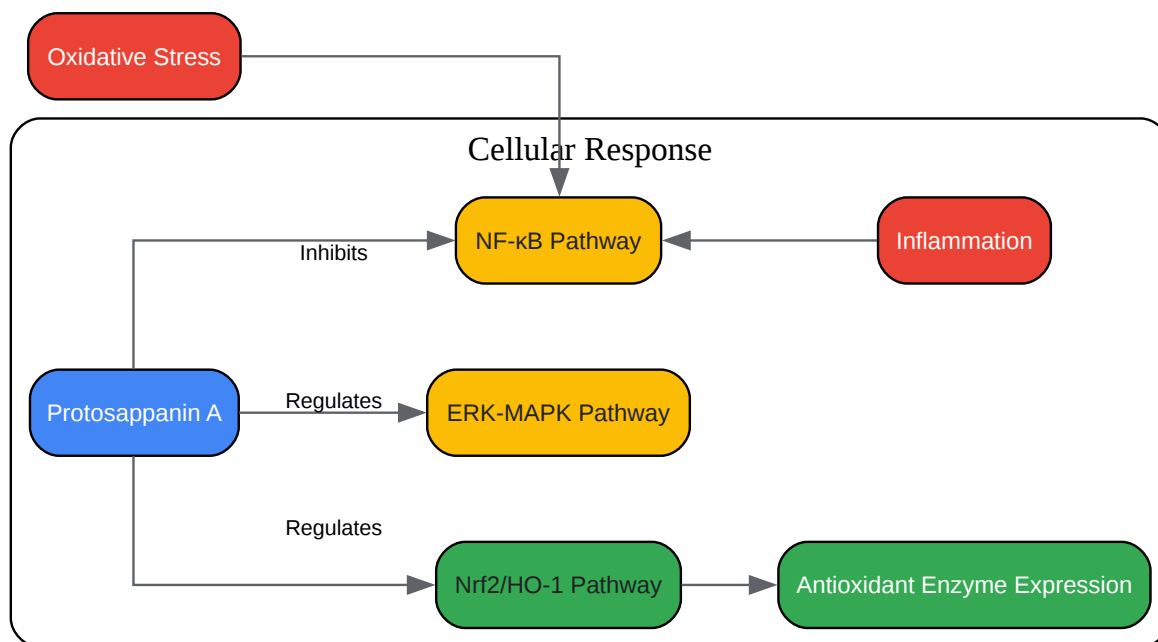 Oxidative Stress
Cellular Response
NF-κB Pathway
Inflammation
Inhibits
Protosappanin A
Regulates
ERK-MAPK Pathway
Regulates
Nrf2/HO-1 Pathway
Antioxidant Enzyme Expression